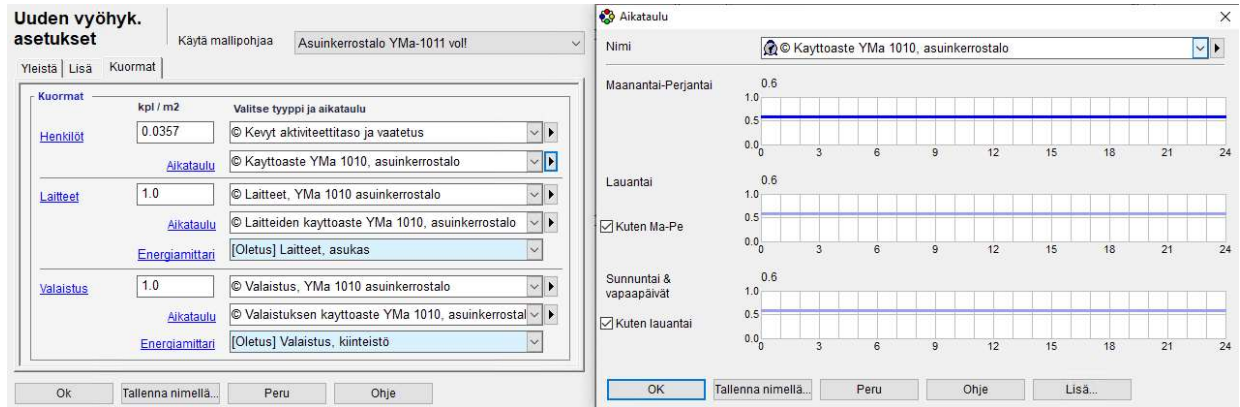 Uuden vyöhyk.
asetukset
Käytä mallipohjaa
Asuinkerrostalo YMa-1011 vol!
Yleistä
Lisä
Kuormat
Kuormat
kpl / m2
Valitse tyyppi ja aikataulu
Henkilöt
0.0357
© Kevyt aktiviteettitaso ja vaatetus
Aikataulu
© Kayttoaste YMa 1010, asuinkerrostalo
Laitteet
1.0
© Laitteet, YMa 1010 asuinkerrostalo
Aikataulu
© Laitteiden kayttoaste YMa 1010, asuinkerrostalo
Energiamittari
[Oletus] Laitteet, asukas
Valaistus
1.0
© Valaistus, YMa 1010 asuinkerrostalo
Aikataulu
© Valaistuksen kayttoaste YMa 1010, asuinkerrostal
Energiamittari
[Oletus] Valaistus, kiinteistö
Ok
Tallenna nimellä...
Peru
Ohje
Aikataulu
Nimi
© Kayttoaste YMa 1010, asuinkerrostalo
Maanantai-Perjantai
0.6
1.0
0.5
0.0
0 3 6 9 12 15 18 21 24
Lauantai
0.6
Kuten Ma-Pe
1.0
0.5
0.0
0 3 6 9 12 15 18 21 24
Sunnuntai &
vapaapäivät
0.6
Kuten lauantai
1.0
0.5
0.0
0 3 6 9 12 15 18 21 24
OK
Tallenna nimellä...
Peru
Ohje
Lisä...